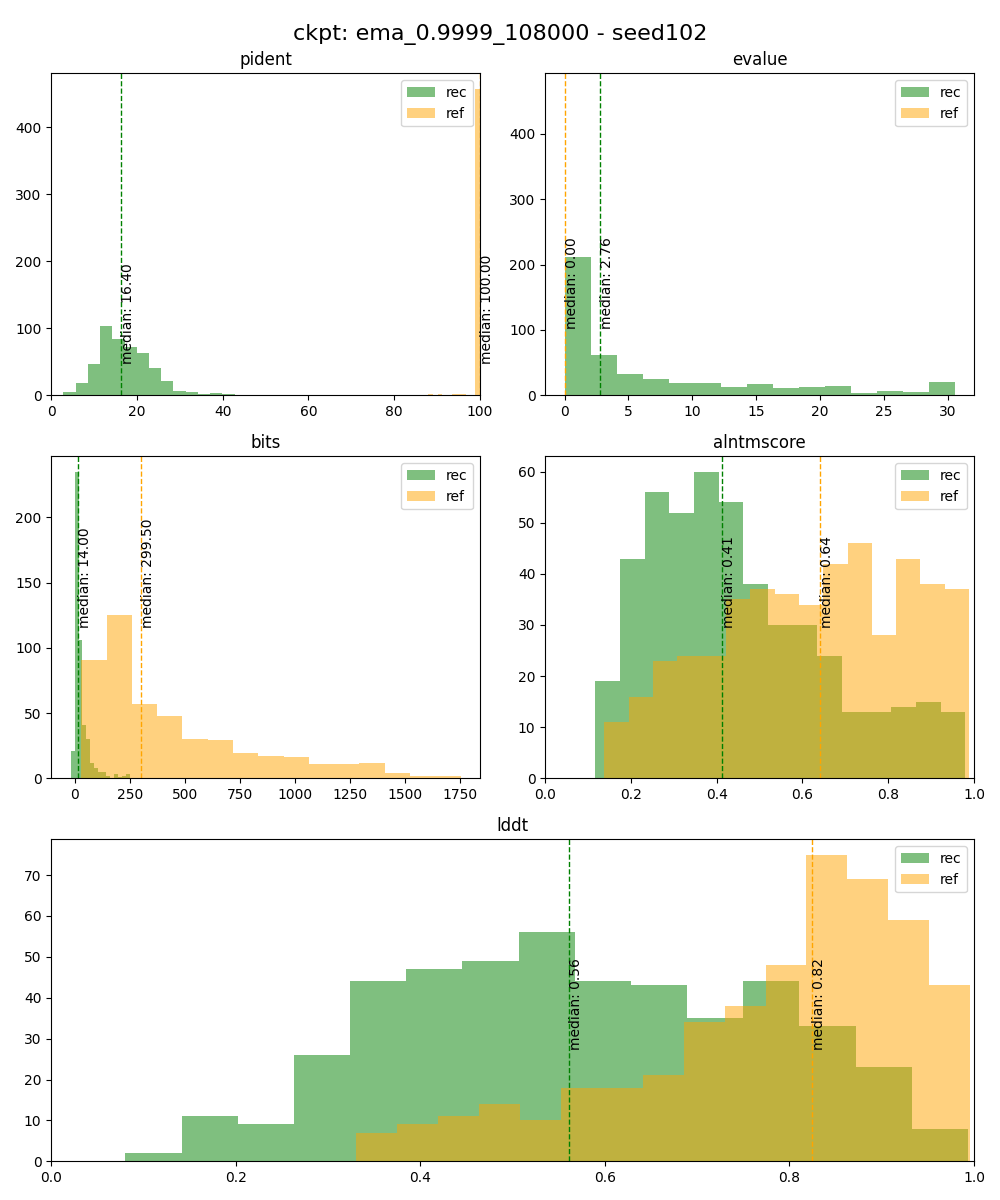 ckpt: ema_0.9999_108000 - seed102
pident
rec
ref
median: 16.40
median: 100.00
400
300
200
100
0
0
20
40
60
80
100
evalue
rec
ref
median: 0.00
median: 2.76
400
300
200
100
0
0
5
10
15
20
25
30
bits
rec
ref
median: 14.00
median: 299.50
200
150
100
50
0
0
250
500
750
1000
1250
1500
1750
alntmscore
rec
ref
median: 0.41
median: 0.64
60
50
40
30
20
10
0
0.0
0.2
0.4
0.6
0.8
1.0
lddt
rec
ref
median: 0.56
median: 0.82
70
60
50
40
30
20
10
0
0.0
0.2
0.4
0.6
0.8
1.0